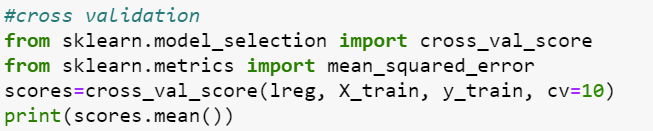 #cross validation
from sklearn.model_selection import cross_val_score
from sklearn.metrics import mean_squared_error
scores=cross_val_score(lreg, X_train, y_train, cv=10)
print(scores.mean())